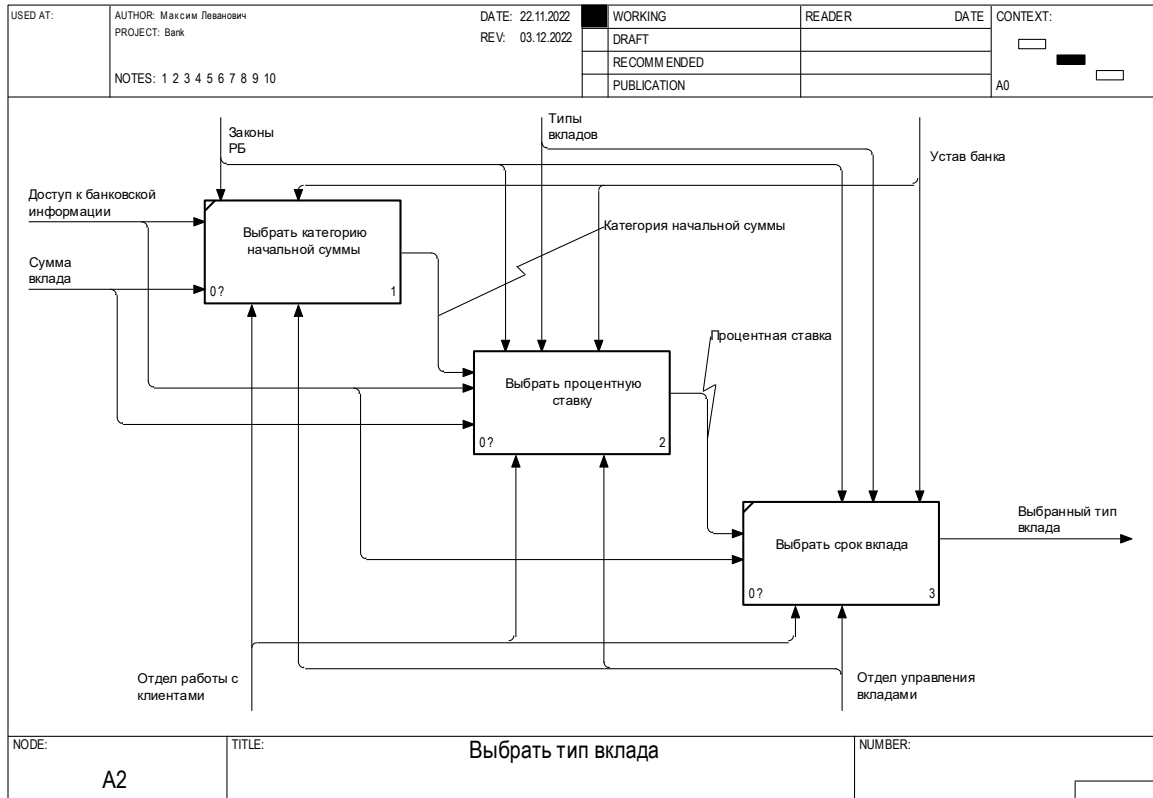 USED AT:
AUTHOR: Максим Леванович
DATE: 22.11.2022
WORKING
READER
DATE
CONTEXT:
PROJECT: Bank
REV: 03.12.2022
DRAFT
RECOMMENDED
NOTES: 1 2 3 4 5 6 7 8 9 10
PUBLICATION
A0
Законы
РБ
Типы
вкладов
Устав банка
Доступ к банковской
информации
Сумма
вклада
Выбрать категорию
начальной суммы
0?
1
Категория начальной суммы
Процентная ставка
Выбрать процентную
ставку
0?
2
Выбрать срок вклада
0?
3
Выбранный тип
вклада
Отдел работы с
клиентами
Отдел управления
вкладами
NODE:
A2
TITLE:
Выбрать тип вклада
NUMBER: